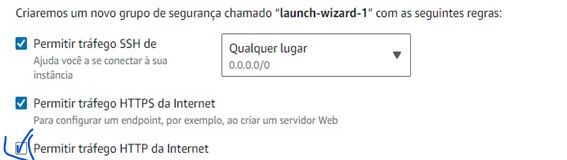 Criaremos um novo grupo de segurança chamado “launch-wizard-1” com as seguintes regras:
Permitir tráfego SSH de
Ajuda você a se conectar à sua
instância
Qualquer lugar
0.0.0.0/0
Permitir tráfego HTTPS da Internet
Para configurar um endpoint, por exemplo, ao criar um servidor Web
Permitir tráfego HTTP da Internet